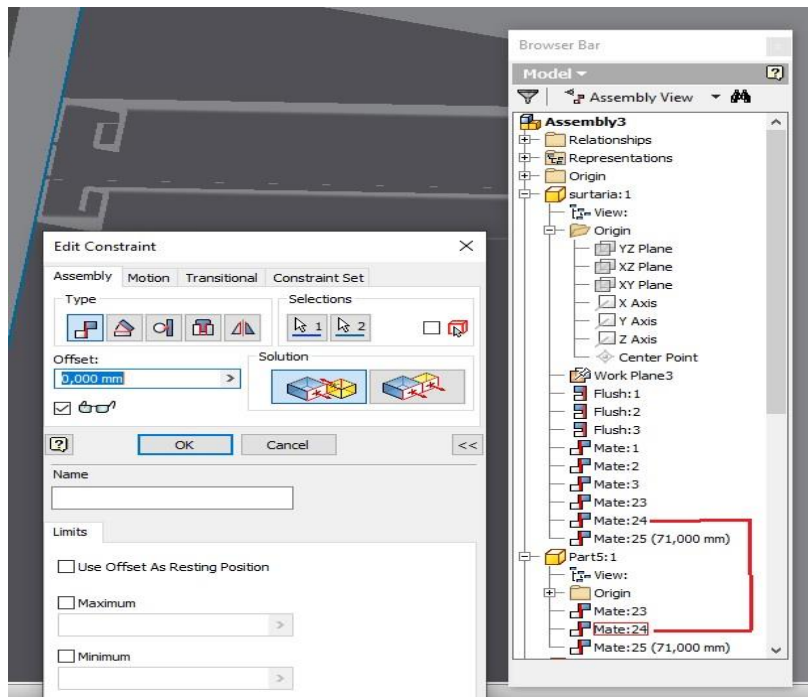 Browser Bar
Model
Assembly View
Assembly3
Relationships
Representations
Origin
surtaria:1
View:
Origin
YZ Plane
XZ Plane
XY Plane
X Axis
Y Axis
Z Axis
Center Point
Work Plane3
Flush:1
Flush:2
Flush:3
Mate:1
Mate:2
Mate:3
Mate:23
Mate:24
Mate:25 (71,000 mm)
Part5:1
View:
Origin
Mate:23
Mate:24
Mate:25 (71,000 mm)
Edit Constraint
Assembly Motion Transitional Constraint Set
Type Selections
1 2
Offset: Solution
0,000 mm >
? OK Cancel <<
Name
Limits
Use Offset As Resting Position
Maximum
>
Minimum
>